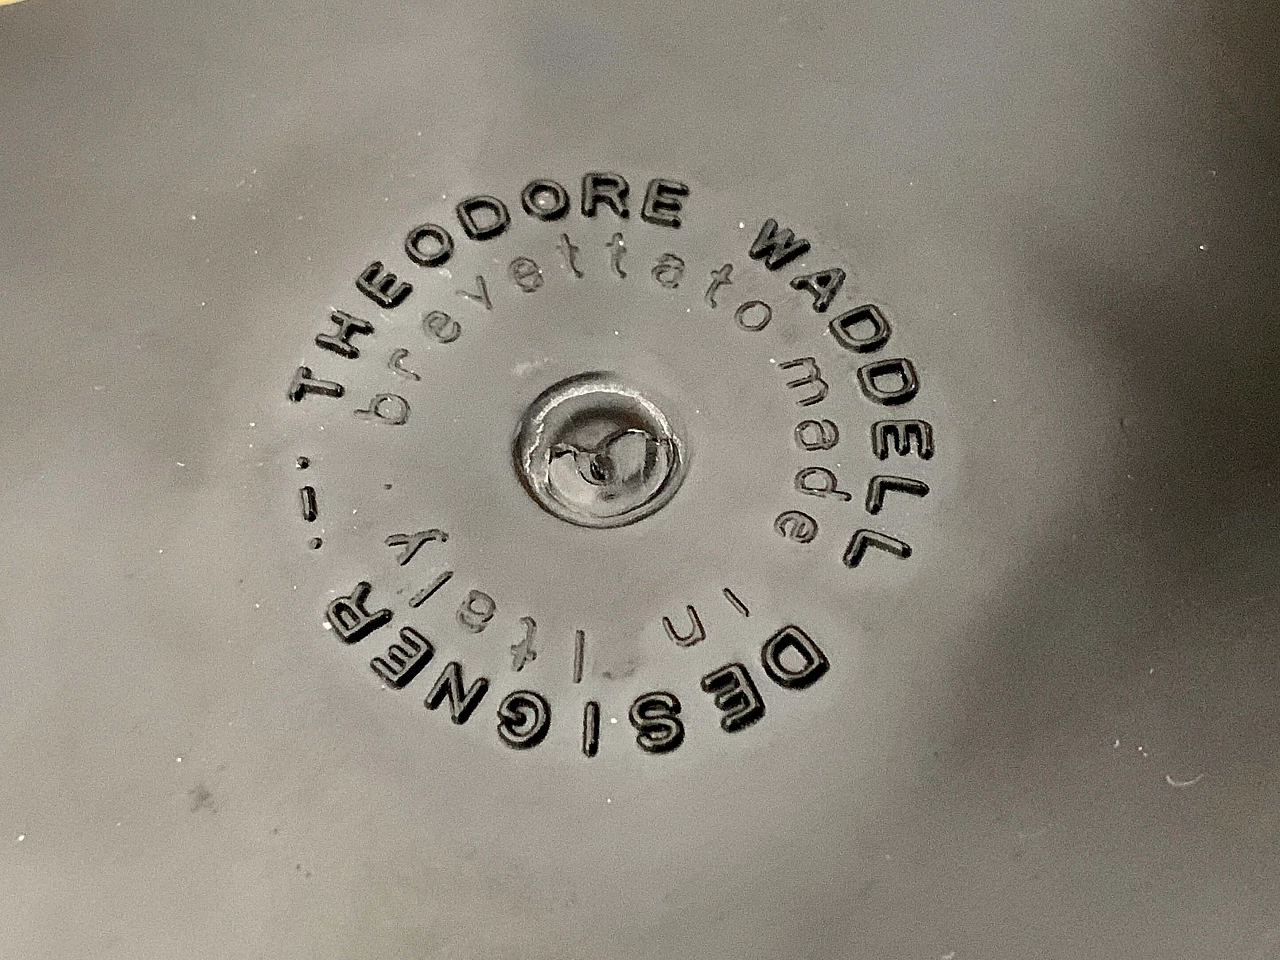 THEODORE WADDELL DESIGNER .-.
brevettato made in Italy .